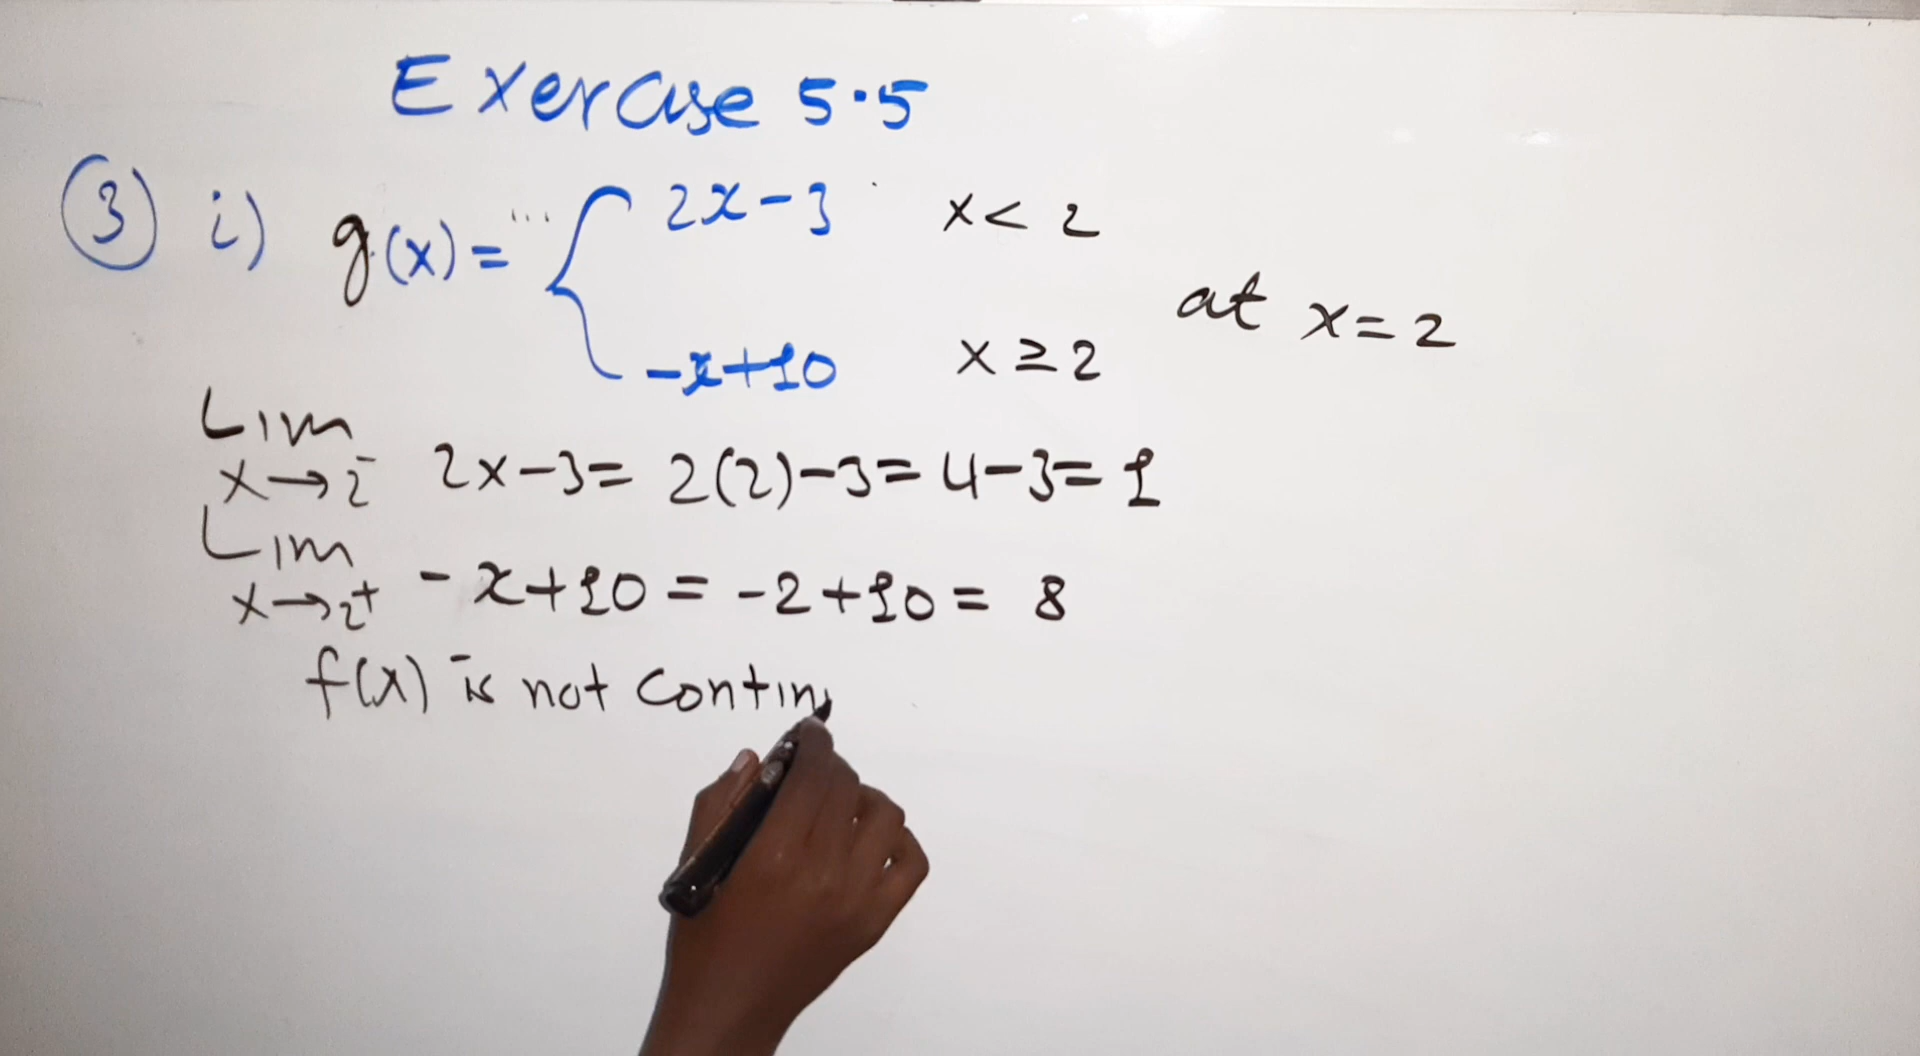 Exercise 5.5
3 i) g(x) = { 2x-3 x < 2
-x+10 x ≥ 2
at x = 2
Lim x→2⁻ 2x-3 = 2(2)-3 = 4-3 = 1
Lim x→2⁺ -x+10 = -2+10 = 8
f(x) is not contin